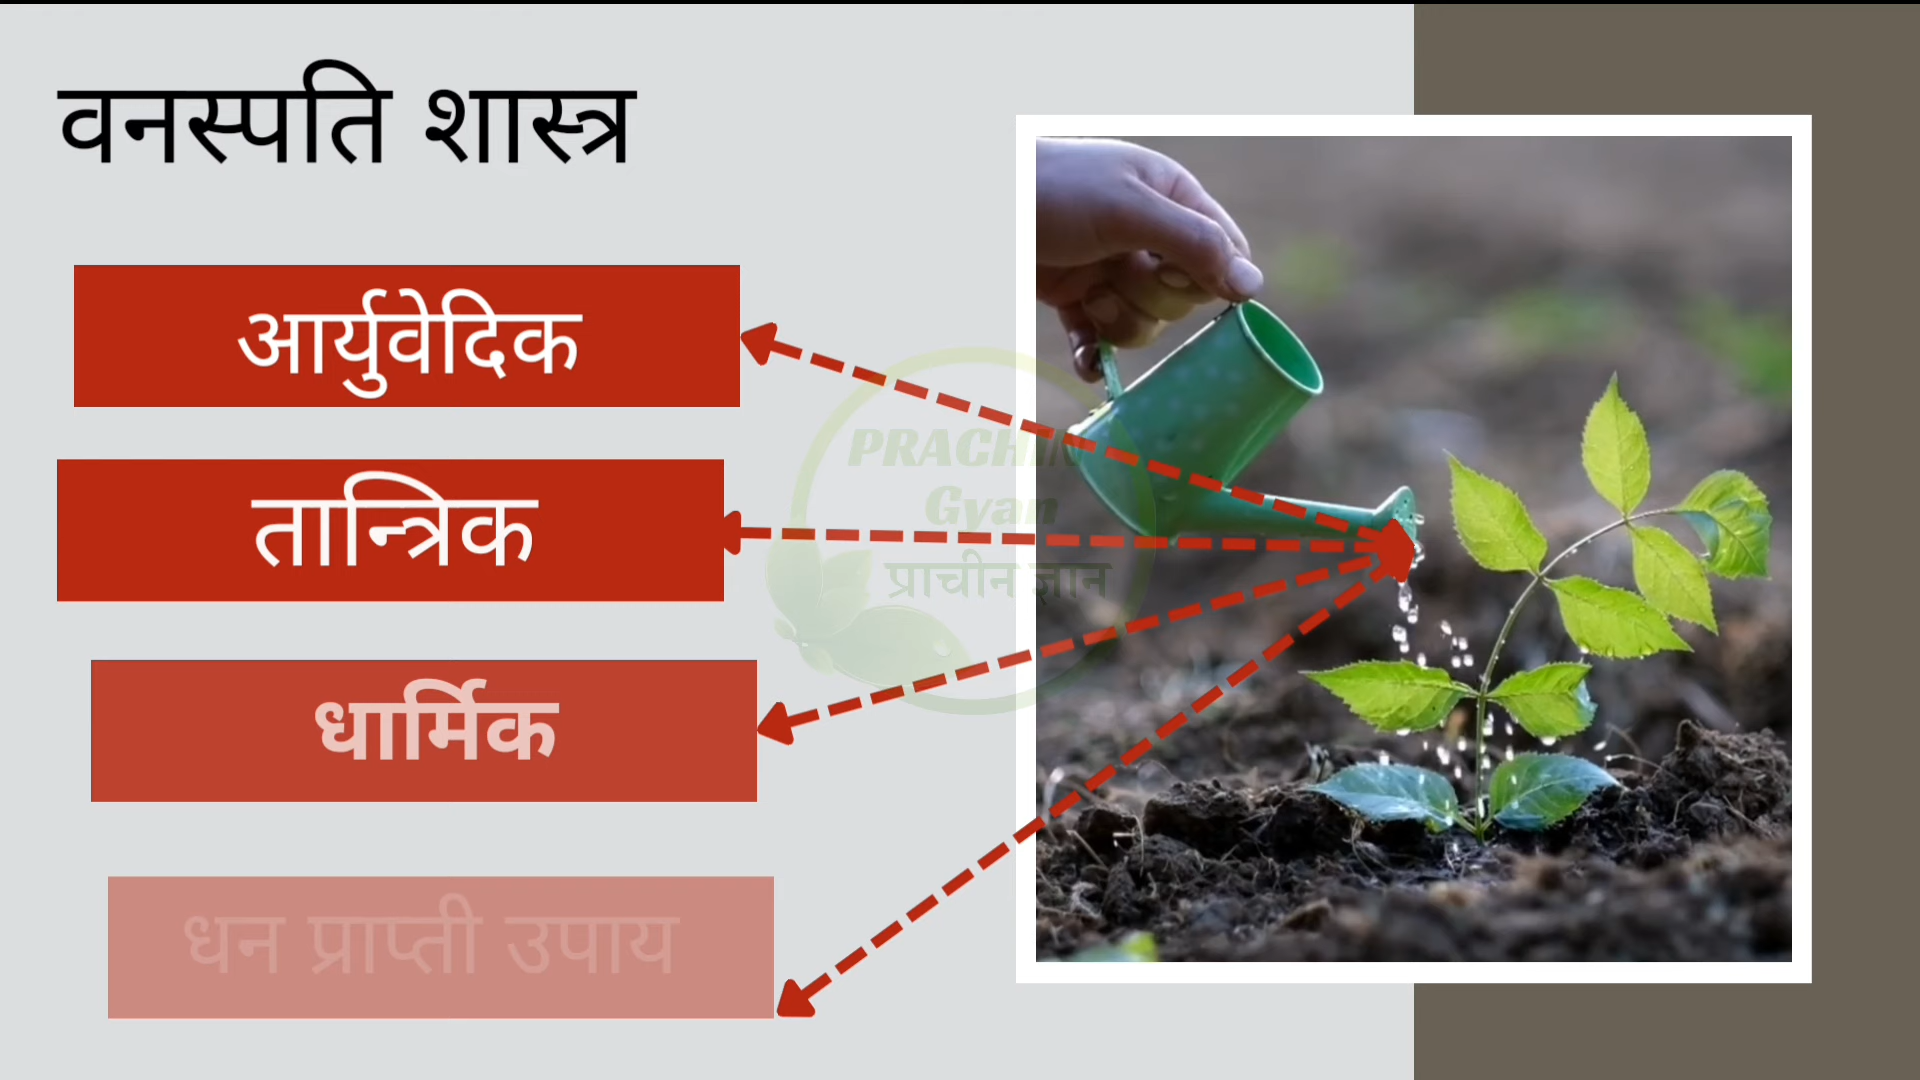 वनस्पति शास्त्र
आर्युवेदिक
तान्त्रिक
धार्मिक
धन प्राप्ती उपाय
PRACHIN
Gyan
प्राचीन ज्ञान